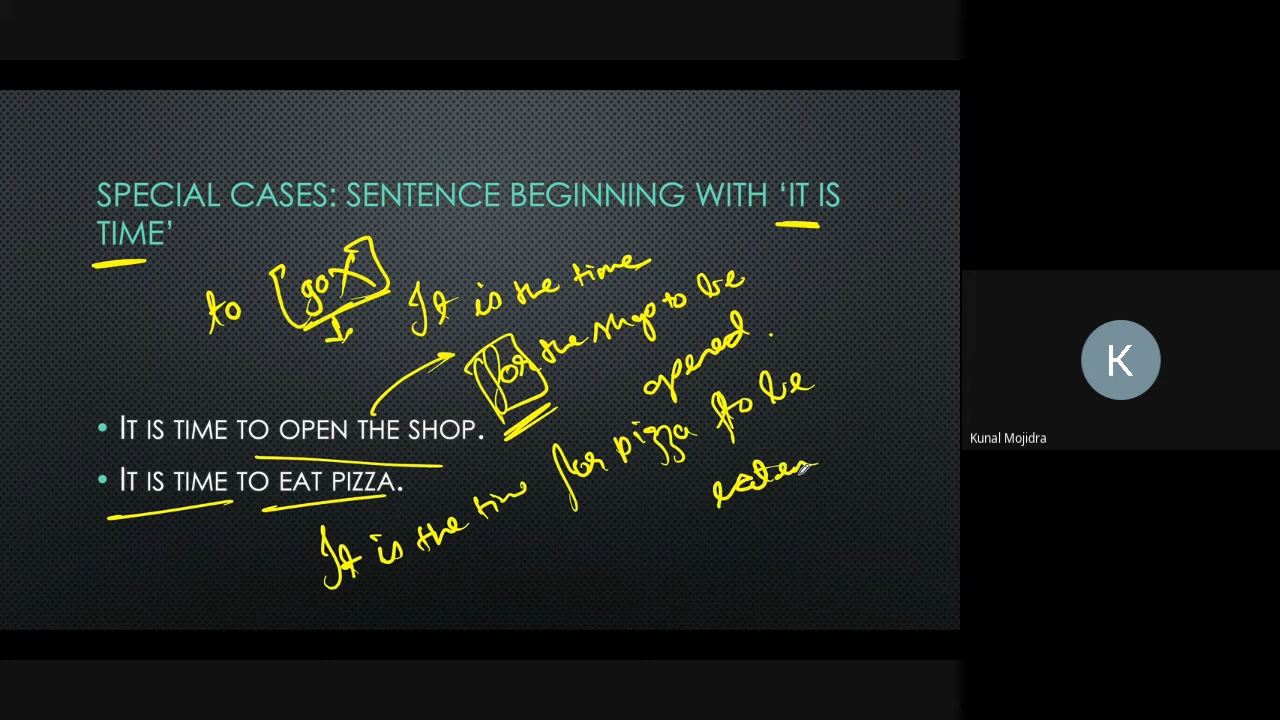 SPECIAL CASES: SENTENCE BEGINNING WITH ‘IT IS
TIME’
to [go X]
It is the time
for the shop to be
opened.
• IT IS TIME TO OPEN THE SHOP.
• IT IS TIME TO EAT PIZZA.
It is the time for pizza to be
eaten
K
Kunal Mojidra